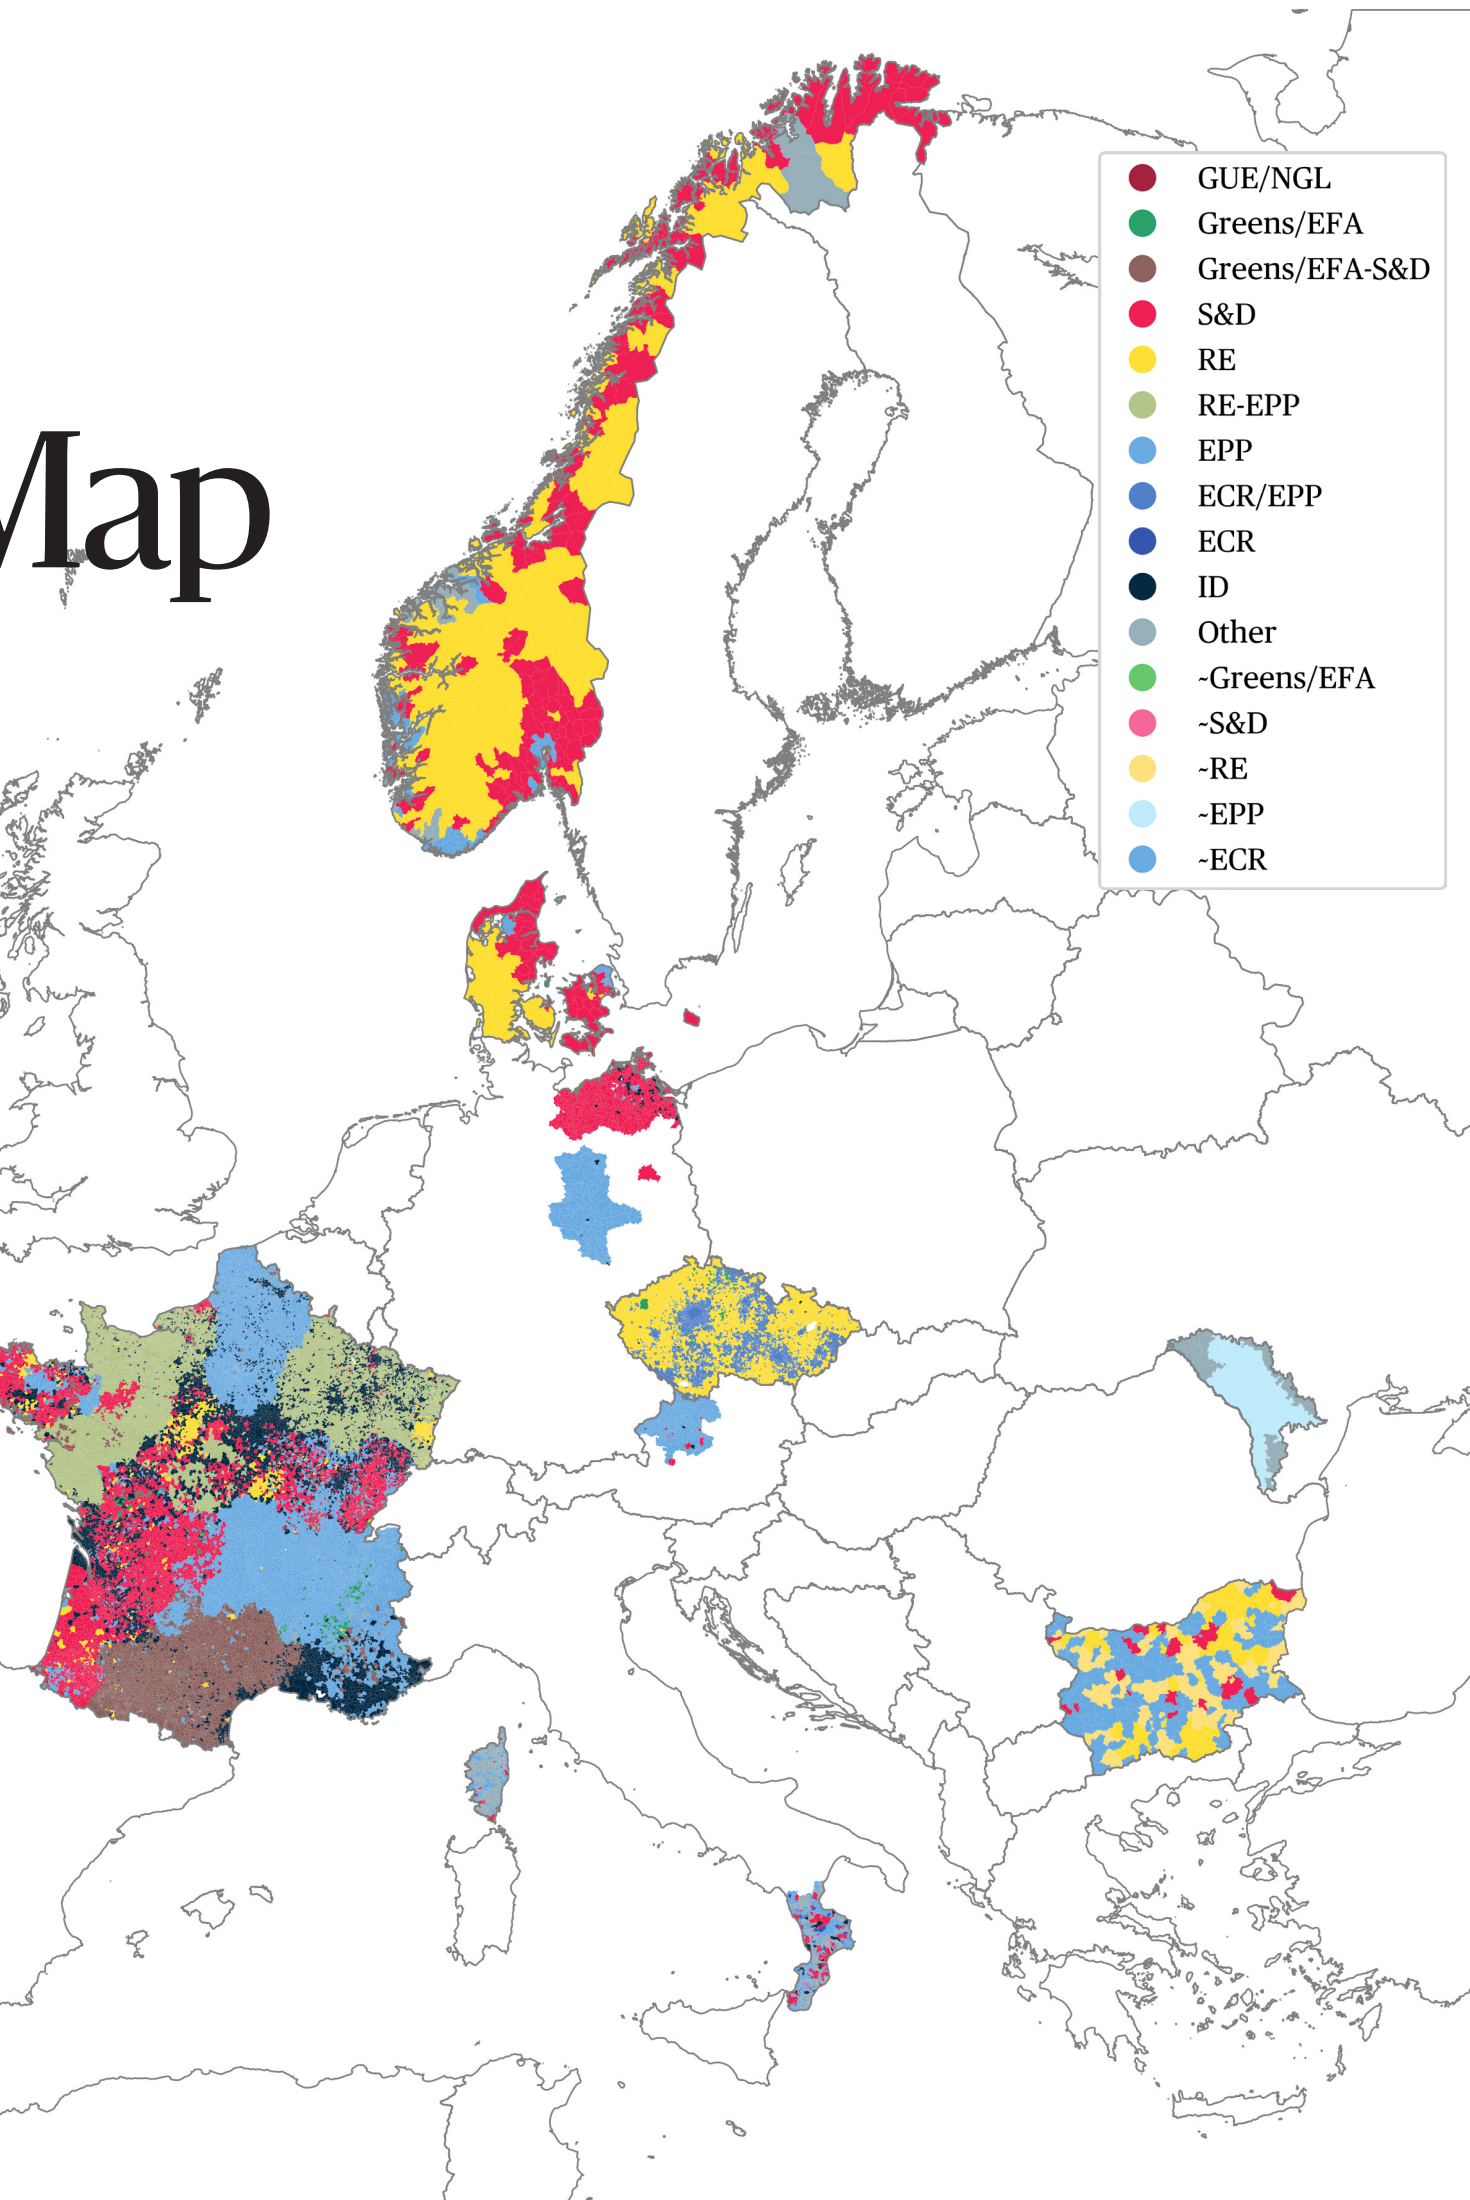 Map
GUE/NGL
Greens/EFA
Greens/EFA-S&D
S&D
RE
RE-EPP
EPP
ECR/EPP
ECR
ID
Other
~Greens/EFA
~S&D
~RE
~EPP
~ECR